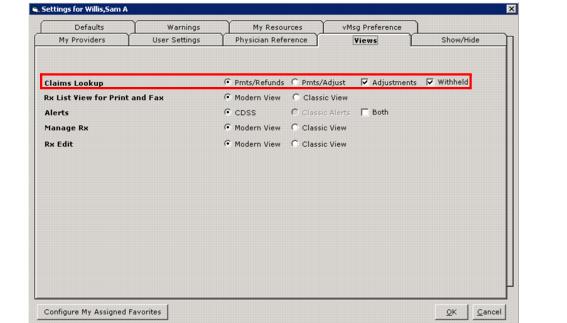 Settings for Willis,Sam A
Defaults Warnings My Resources vMsg Preference
My Providers User Settings Physician Reference Views Show/Hide
Claims Lookup Pmts/Refunds Pmts/Adjust Adjustments Withheld
Rx List View for Print and Fax Modern View Classic View
Alerts CDSS Classic Alerts Both
Manage Rx Modern View Classic View
Rx Edit Modern View Classic View
Configure My Assigned Favorites OK Cancel